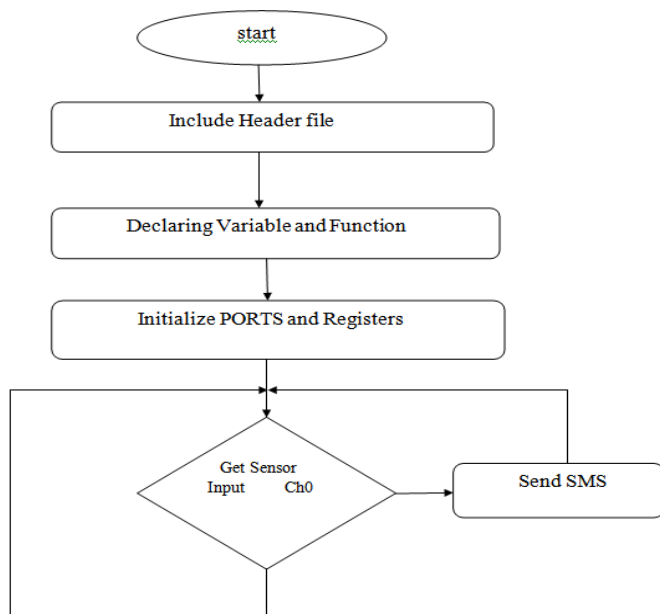 start
Include Header file
Declaring Variable and Function
Initialize PORTS and Registers
Get Sensor
Input Ch0
Send SMS